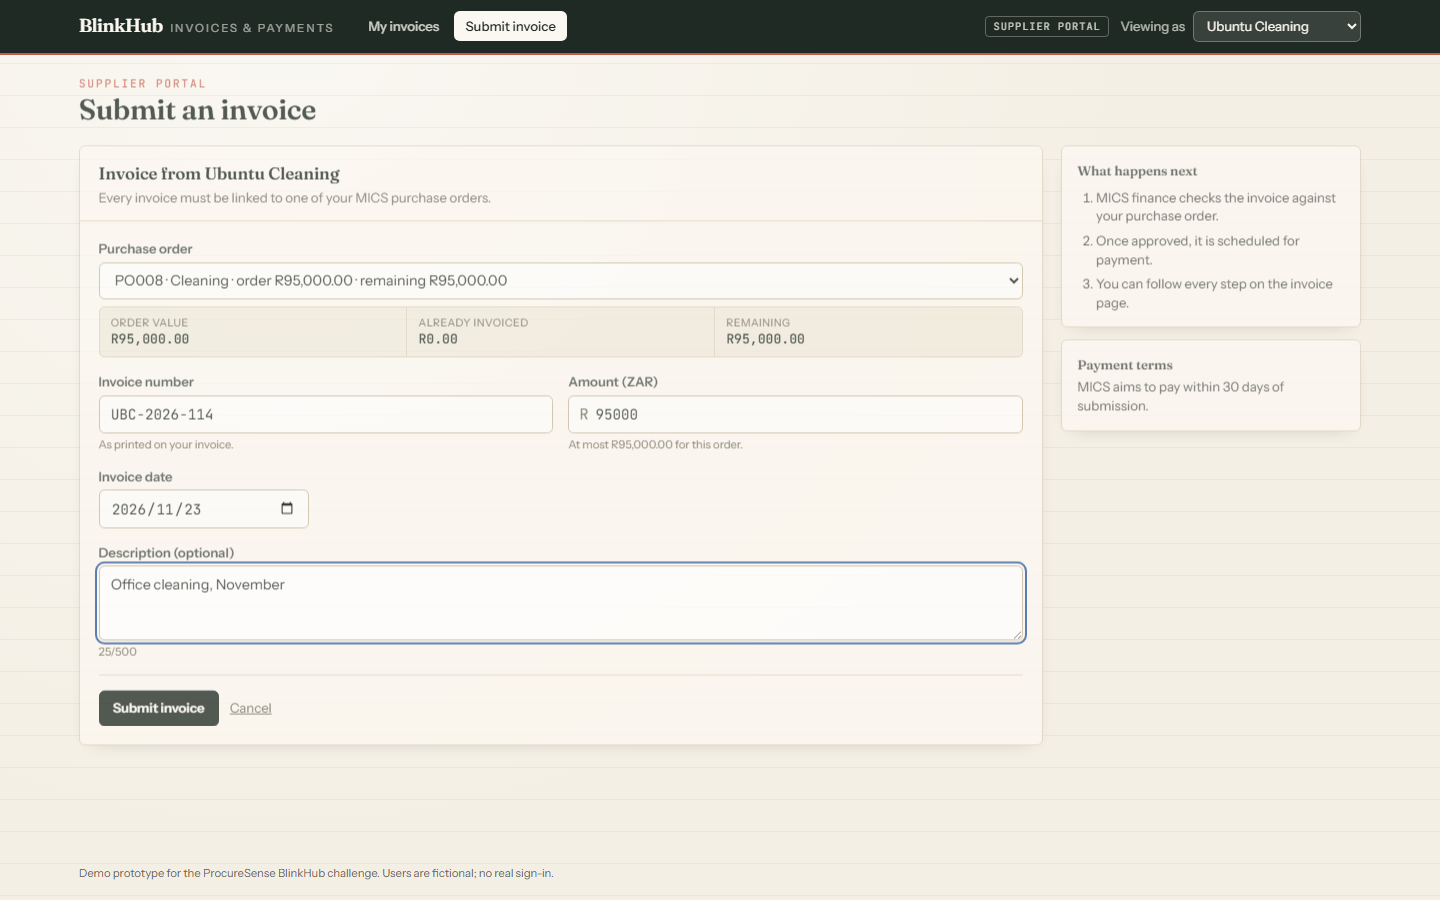 BlinkHub INVOICES & PAYMENTS My invoices Submit invoice SUPPLIER PORTAL Viewing as Ubuntu Cleaning
SUPPLIER PORTAL
Submit an invoice
Invoice from Ubuntu Cleaning
Every invoice must be linked to one of your MICS purchase orders.
Purchase order
PO008 · Cleaning · order R95,000.00 · remaining R95,000.00
ORDER VALUE ALREADY INVOICED REMAINING
R95,000.00 R0.00 R95,000.00
Invoice number Amount (ZAR)
UBC-2026-114 R 95000
As printed on your invoice. At most R95,000.00 for this order.
Invoice date
2026/11/23
Description (optional)
Office cleaning, November
25/500
Submit invoice Cancel
What happens next
1. MICS finance checks the invoice against
your purchase order.
2. Once approved, it is scheduled for
payment.
3. You can follow every step on the invoice
page.
Payment terms
MICS aims to pay within 30 days of
submission.
Demo prototype for the ProcureSense BlinkHub challenge. Users are fictional; no real sign-in.